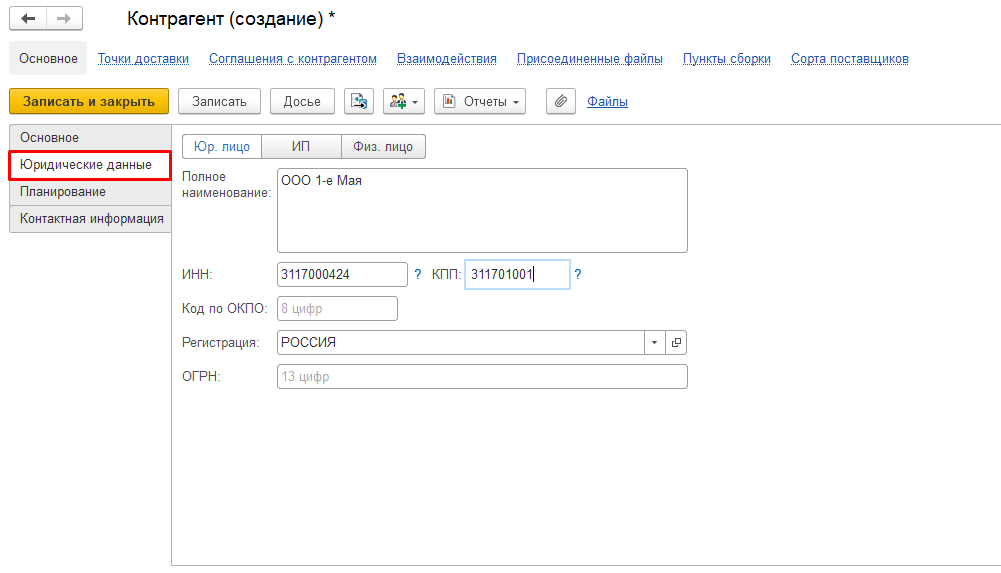 Контрагент (создание) *
Основное Точки доставки Соглашения с контрагентом Взаимодействия Присоединенные файлы Пункты сборки Сорта поставщиков
Записать и закрыть Записать Досье Отчеты Файлы
Основное
Юридические данные
Планирование
Контактная информация
Юр. лицо ИП Физ. лицо
Полное
наименование:
ООО 1-е Мая
ИНН: 3117000424 ? КПП: 311701001 ?
Код по ОКПО: 8 цифр
Регистрация: РОССИЯ
ОГРН: 13 цифр